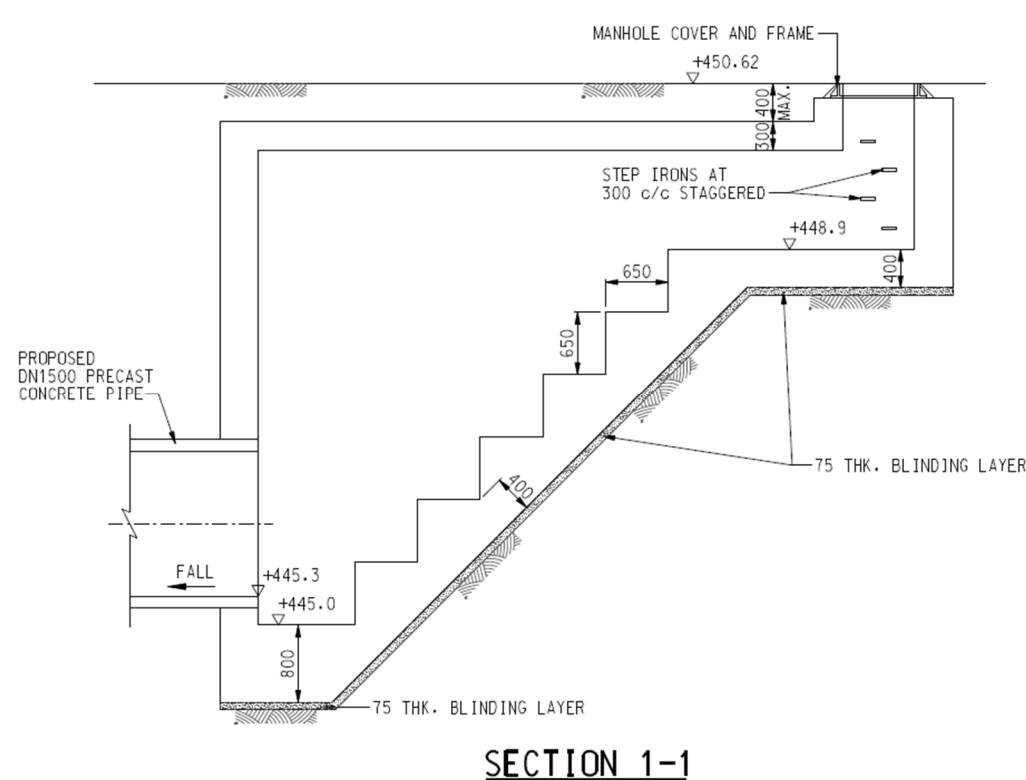 MANHOLE COVER AND FRAME
+450.62
400
MAX.
300
STEP IRONS AT
300 c/c STAGGERED
+448.9
400
650
650
PROPOSED
DN1500 PRECAST
CONCRETE PIPE
75 THK. BLINDING LAYER
400
FALL
+445.3
+445.0
800
75 THK. BLINDING LAYER
SECTION 1-1